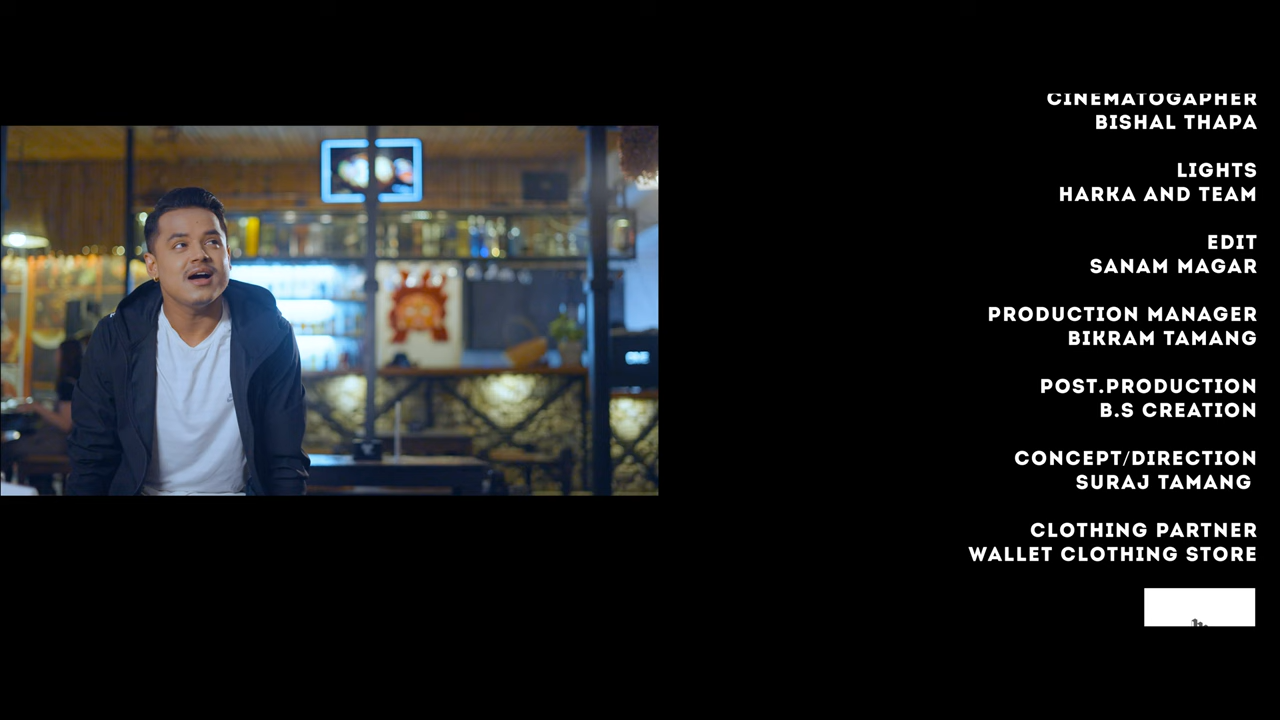 CINEMATOGAPHER
BISHAL THAPA
LIGHTS
HARKA AND TEAM
EDIT
SANAM MAGAR
PRODUCTION MANAGER
BIKRAM TAMANG
POST.PRODUCTION
B.S CREATION
CONCEPT/DIRECTION
SURAJ TAMANG
CLOTHING PARTNER
WALLET CLOTHING STORE